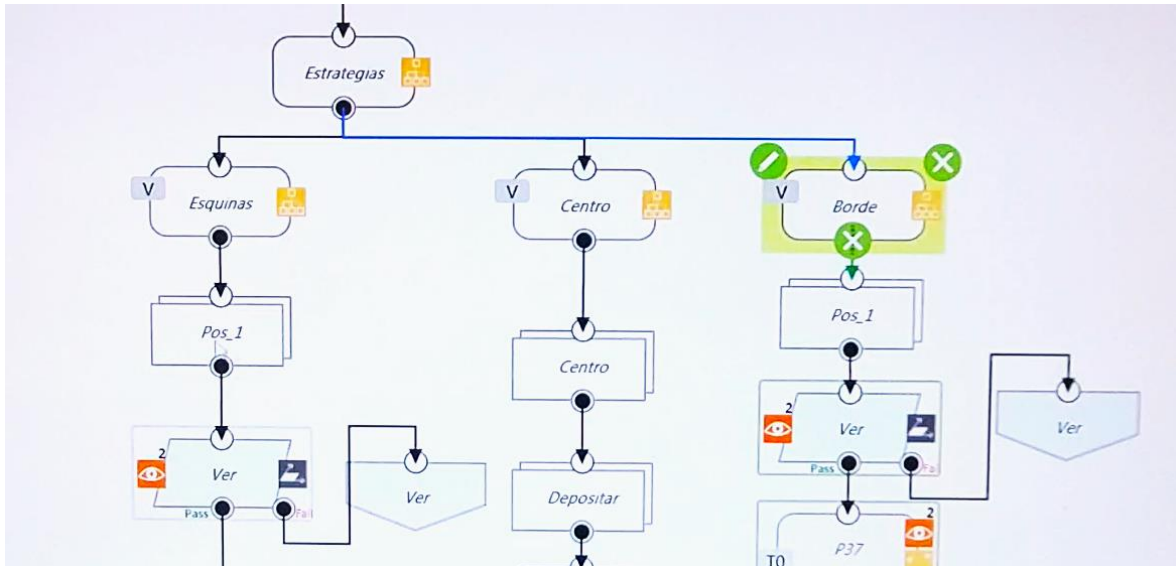 Estrategias
V
Esquinas
V
Centro
V
Borde
Pos_1
Centro
Pos_1
2
Ver
Pass
Fail
Ver
Depositar
2
Ver
Pass
Fai
Ver
2
P37
T0